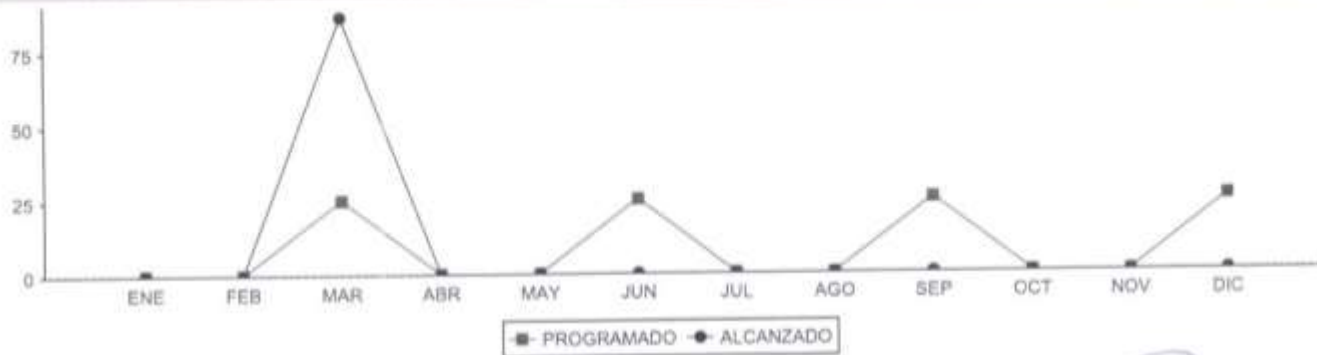 75
50
25
0
ENE FEB MAR ABR MAY JUN JUL AGO SEP OCT NOV DIC
PROGRAMADO ALCANZADO